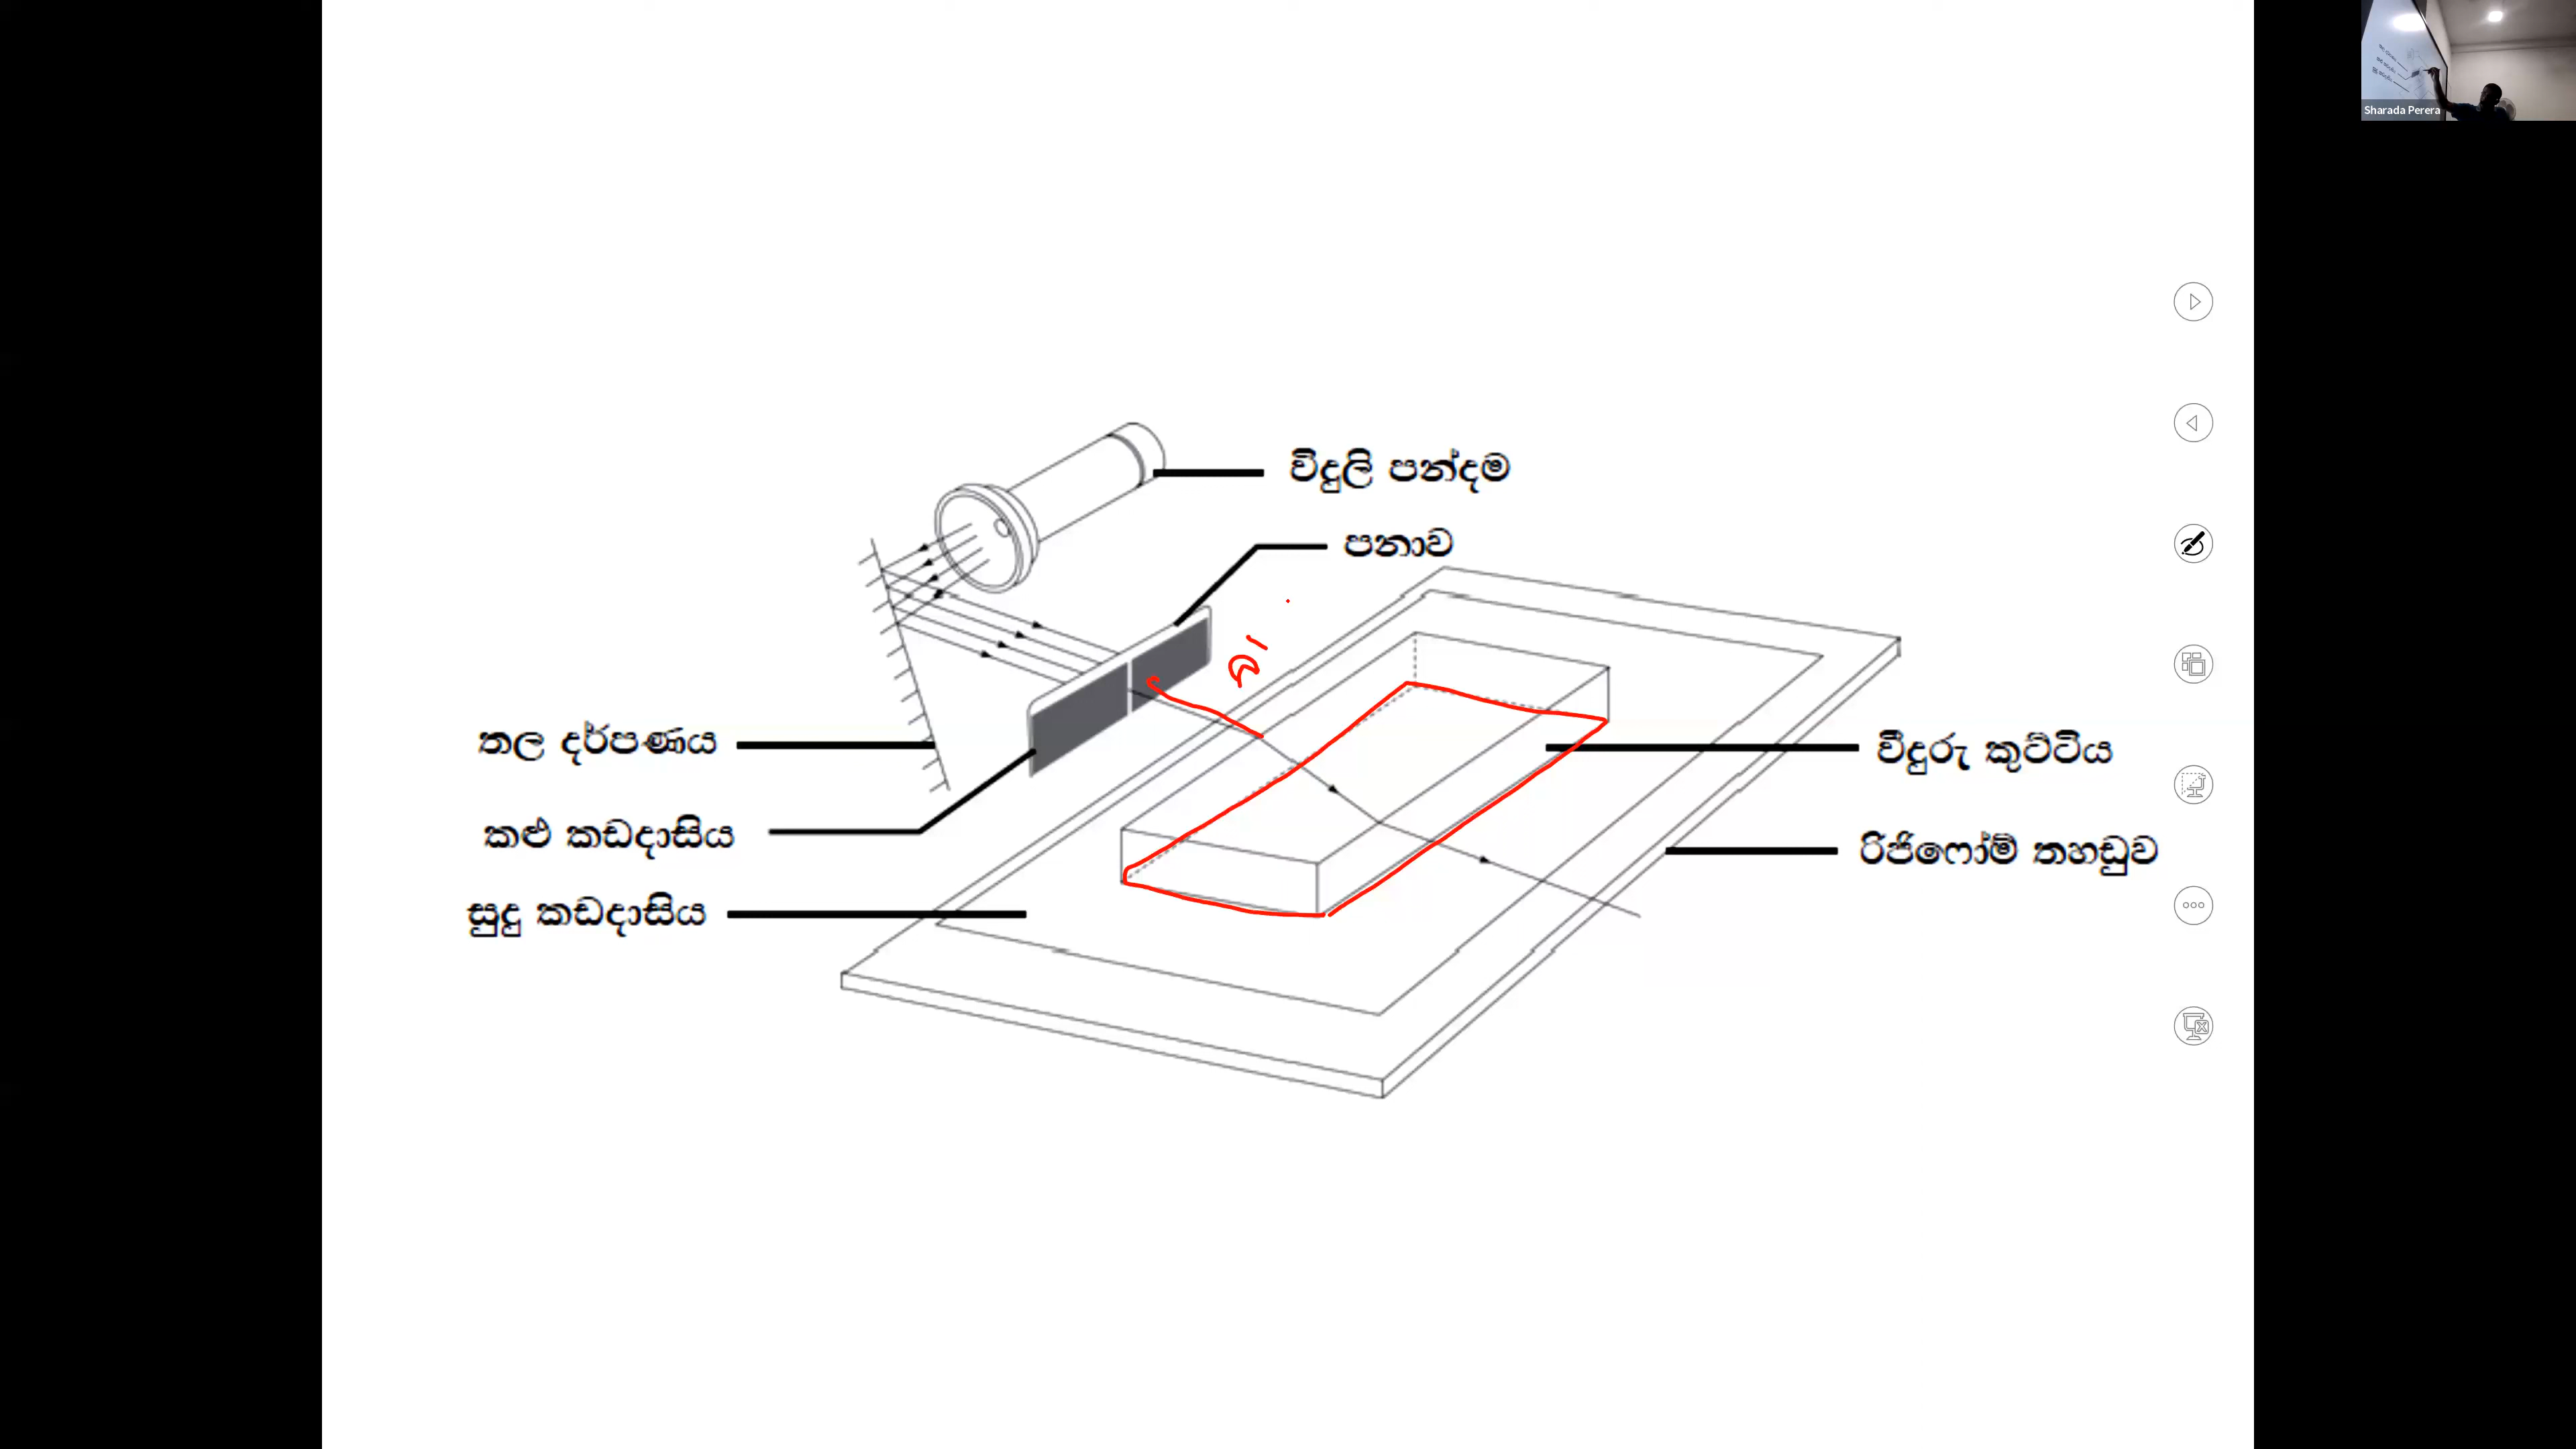 Sharada Perera
විදුලි පන්දම
පනාව
තල දර්පණය
වීදුරු කුට්ටිය
කළු කඩදාසිය
රිජිෆෝම් තහඩුව
සුදු කඩදාසිය